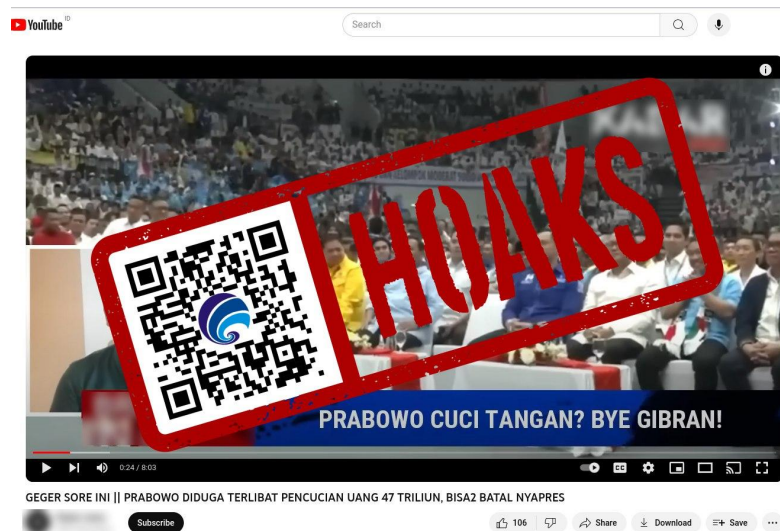 YouTube ID
Search
HOAKS
PRABOWO CUCI TANGAN? BYE GIBRAN!
0:24 / 8:03
CC
GEGER SORE INI || PRABOWO DIDUGA TERLIBAT PENCUCIAN UANG 47 TRILIUN, BISA2 BATAL NYAPRES
Subscribe
106
Share
Download
Save